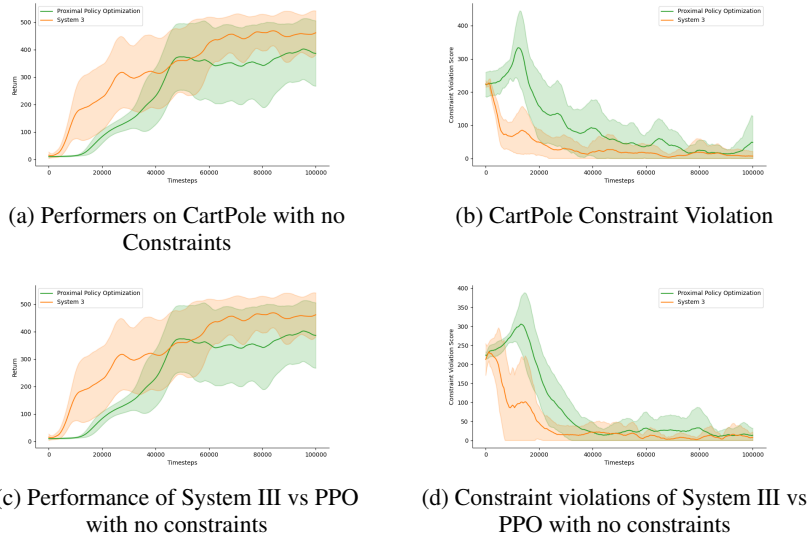 Proximal Policy Optimization
System 3
Return
500
400
300
200
100
0
0 20000 40000 60000 80000 100000
Timesteps
(a) Performers on CartPole with no
Constraints
Proximal Policy Optimization
System 3
Constraint Violation Score
400
300
200
100
0
0 20000 40000 60000 80000 100000
Timesteps
(b) CartPole Constraint Violation
Proximal Policy Optimization
System 3
Return
500
400
300
200
100
0
0 20000 40000 60000 80000 100000
Timesteps
(c) Performance of System III vs PPO
with no constraints
Proximal Policy Optimization
System 3
Constraint Violation Score
400
350
300
250
200
150
100
50
0
0 20000 40000 60000 80000 100000
Timesteps
(d) Constraint violations of System III vs
PPO with no constraints